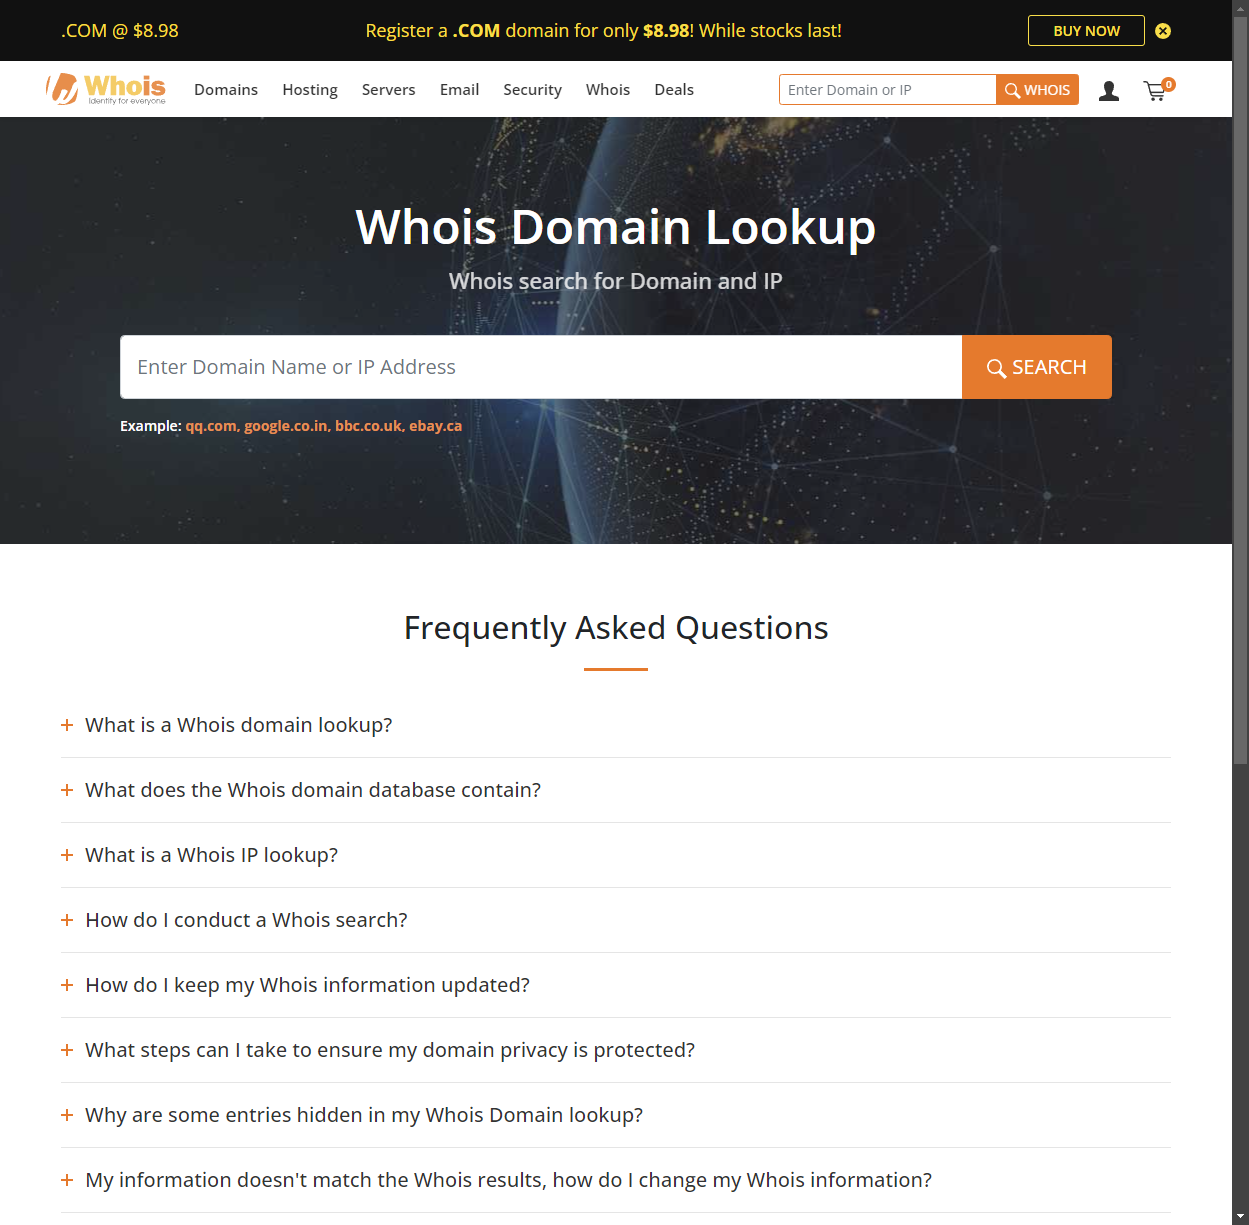 .COM @ $8.98
Register a .COM domain for only $8.98! While stocks last!
BUY NOW
Whois
Identity for everyone
Domains
Hosting
Servers
Email
Security
Whois
Deals
Enter Domain or IP
WHOIS
0
Whois Domain Lookup
Whois search for Domain and IP
Enter Domain Name or IP Address
SEARCH
Example: qq.com, google.co.in, bbc.co.uk, ebay.ca
Frequently Asked Questions
+ What is a Whois domain lookup?
+ What does the Whois domain database contain?
+ What is a Whois IP lookup?
+ How do I conduct a Whois search?
+ How do I keep my Whois information updated?
+ What steps can I take to ensure my domain privacy is protected?
+ Why are some entries hidden in my Whois Domain lookup?
+ My information doesn't match the Whois results, how do I change my Whois information?